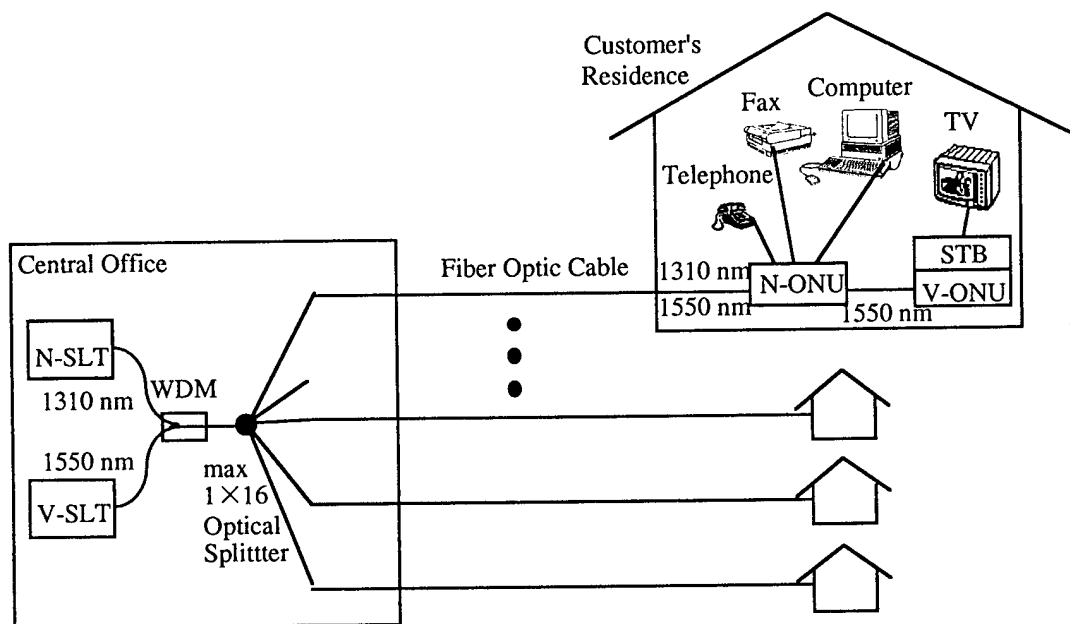 Customer's
Residence
Fax
Computer
TV
Telephone
STB
V-ONU
N-ONU
1310 nm
1550 nm
1550 nm
Fiber Optic Cable
Central Office
N-SLT
1310 nm
WDM
1550 nm
V-SLT
max
1×16
Optical
Splittter